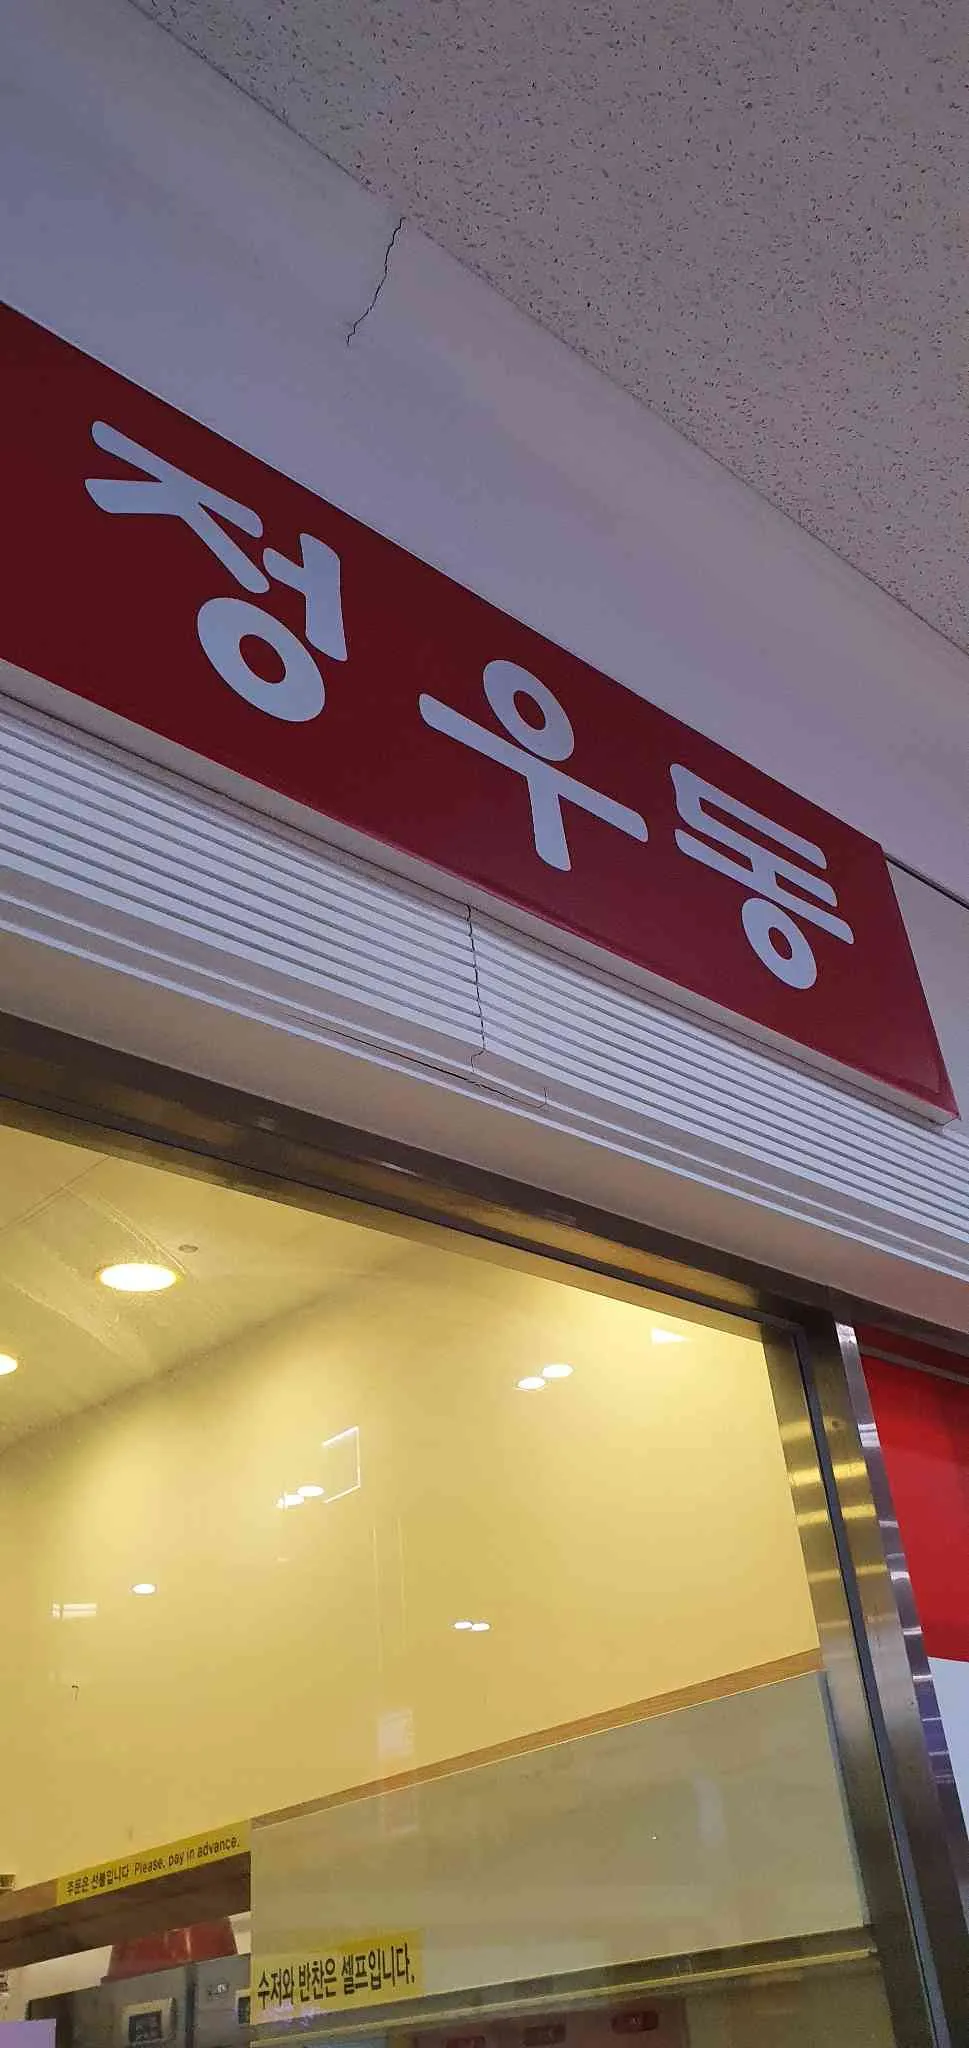 정우동
주문은 선불입니다 Please, pay in advance.
수저와 반찬은 셀프입니다.